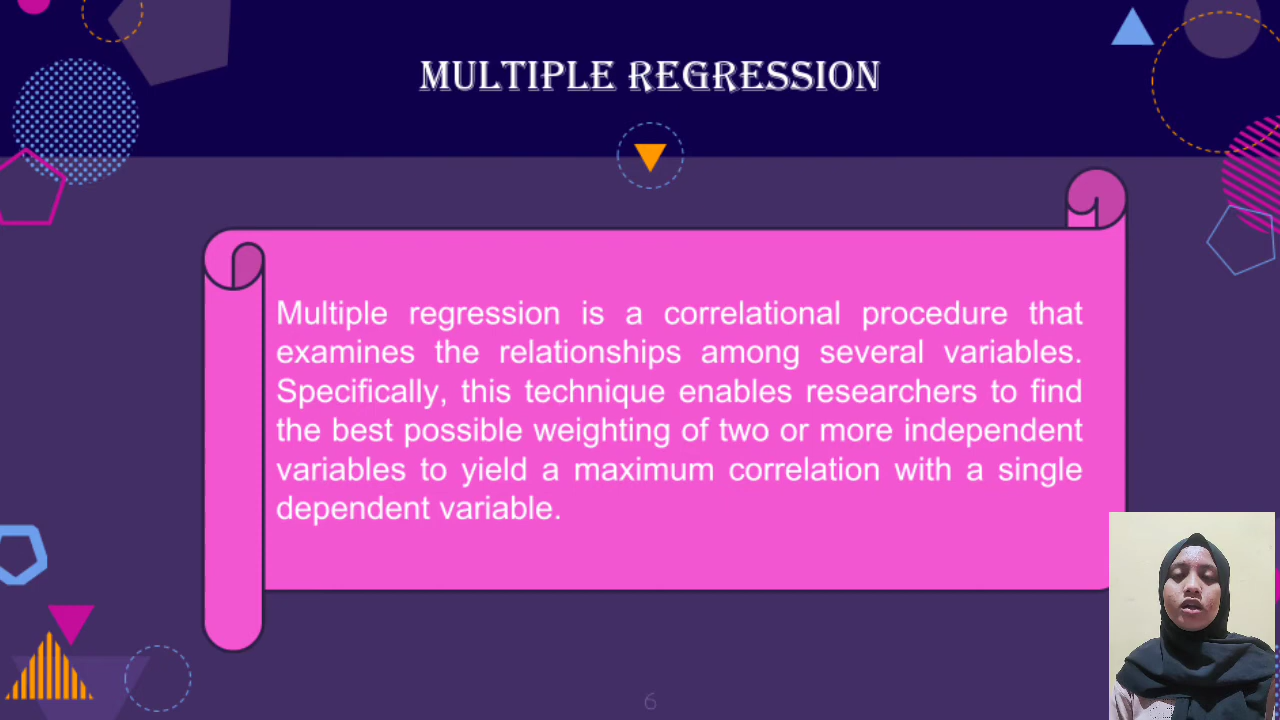 MULTIPLE REGRESSION
Multiple regression is a correlational procedure that
examines the relationships among several variables.
Specifically, this technique enables researchers to find
the best possible weighting of two or more independent
variables to yield a maximum correlation with a single
dependent variable.
6